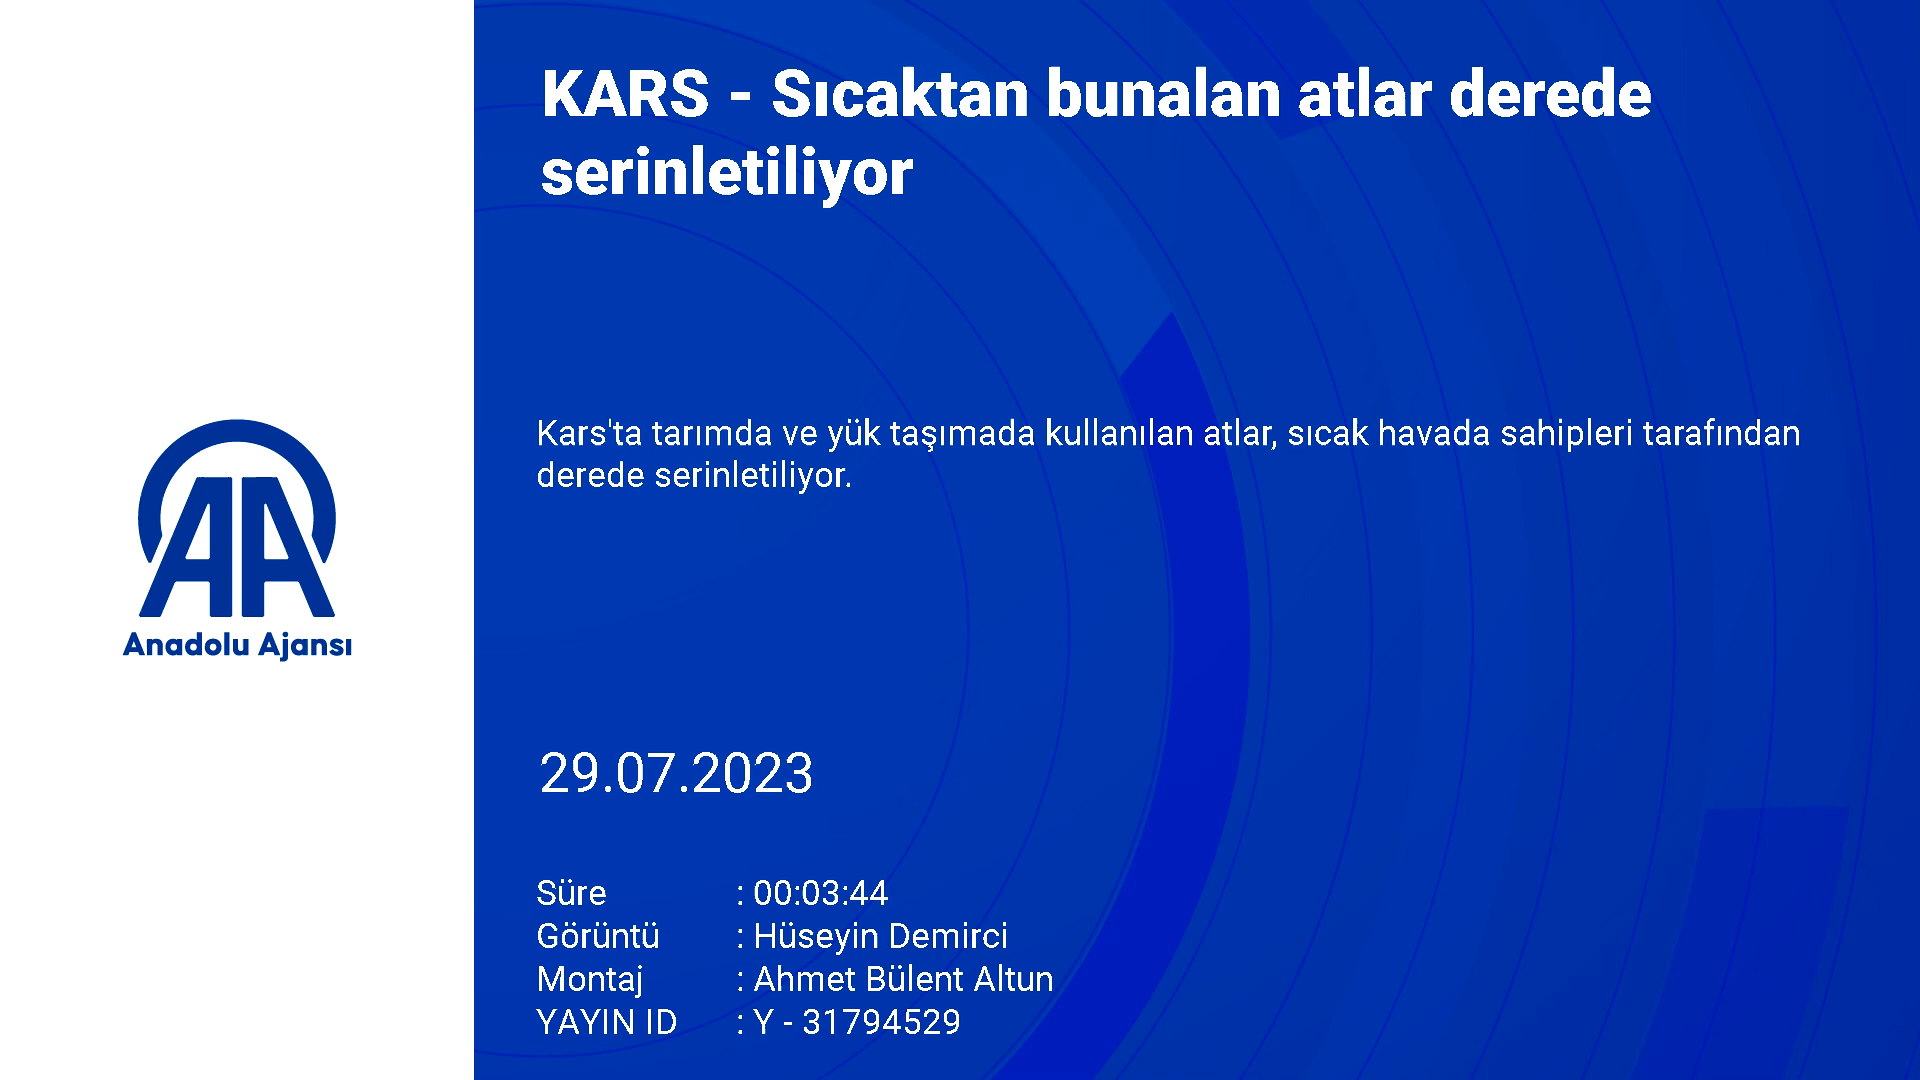 KARS - Sıcaktan bunalan atlar derede
serinletiliyor
Kars'ta tarımda ve yük taşımada kullanılan atlar, sıcak havada sahipleri tarafından
derede serinletiliyor.
AA
Anadolu Ajansı
29.07.2023
Süre : 00:03:44
Görüntü : Hüseyin Demirci
Montaj : Ahmet Bülent Altun
YAYIN ID : Y - 31794529